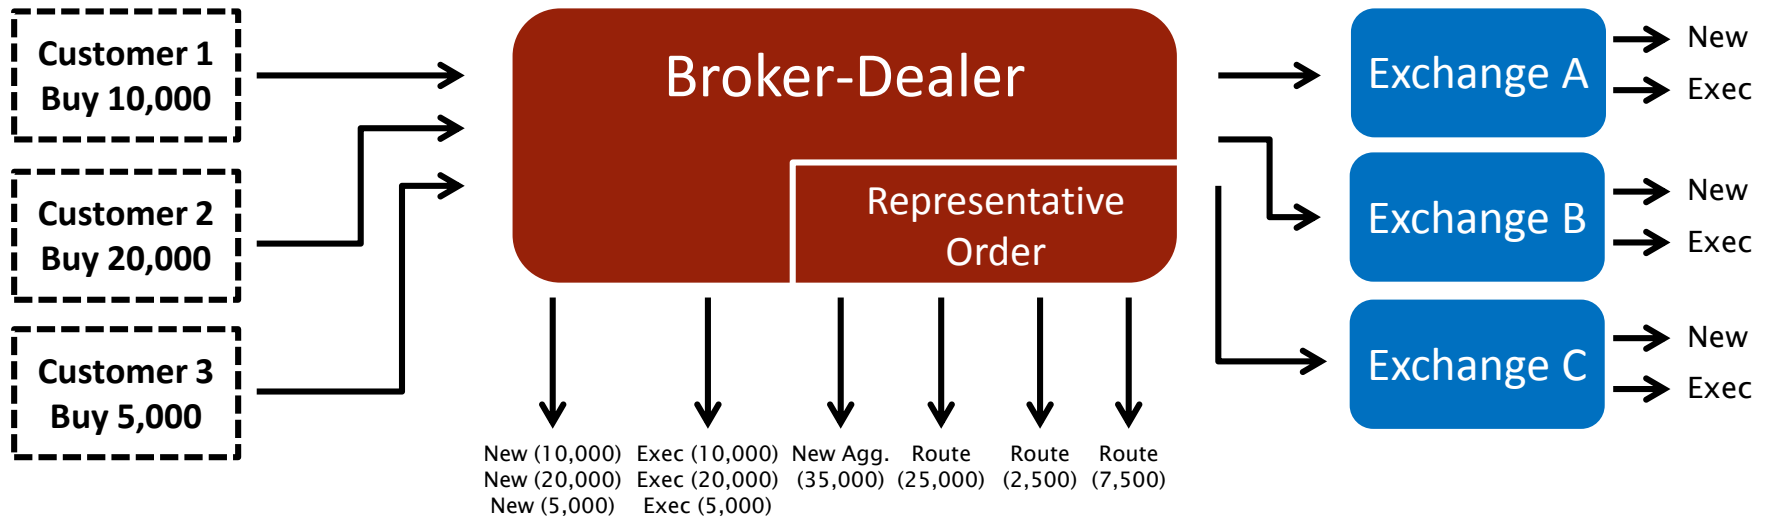 Customer 1
Buy 10,000
Customer 2
Buy 20,000
Customer 3
Buy 5,000
Broker-Dealer
Representative
Order
New (10,000)
New (20,000)
New (5,000)
Exec (10,000)
Exec (20,000)
Exec (5,000)
New Agg.
(35,000)
Route
(25,000)
Route
(2,500)
Route
(7,500)
Exchange A
New
Exec
Exchange B
New
Exec
Exchange C
New
Exec